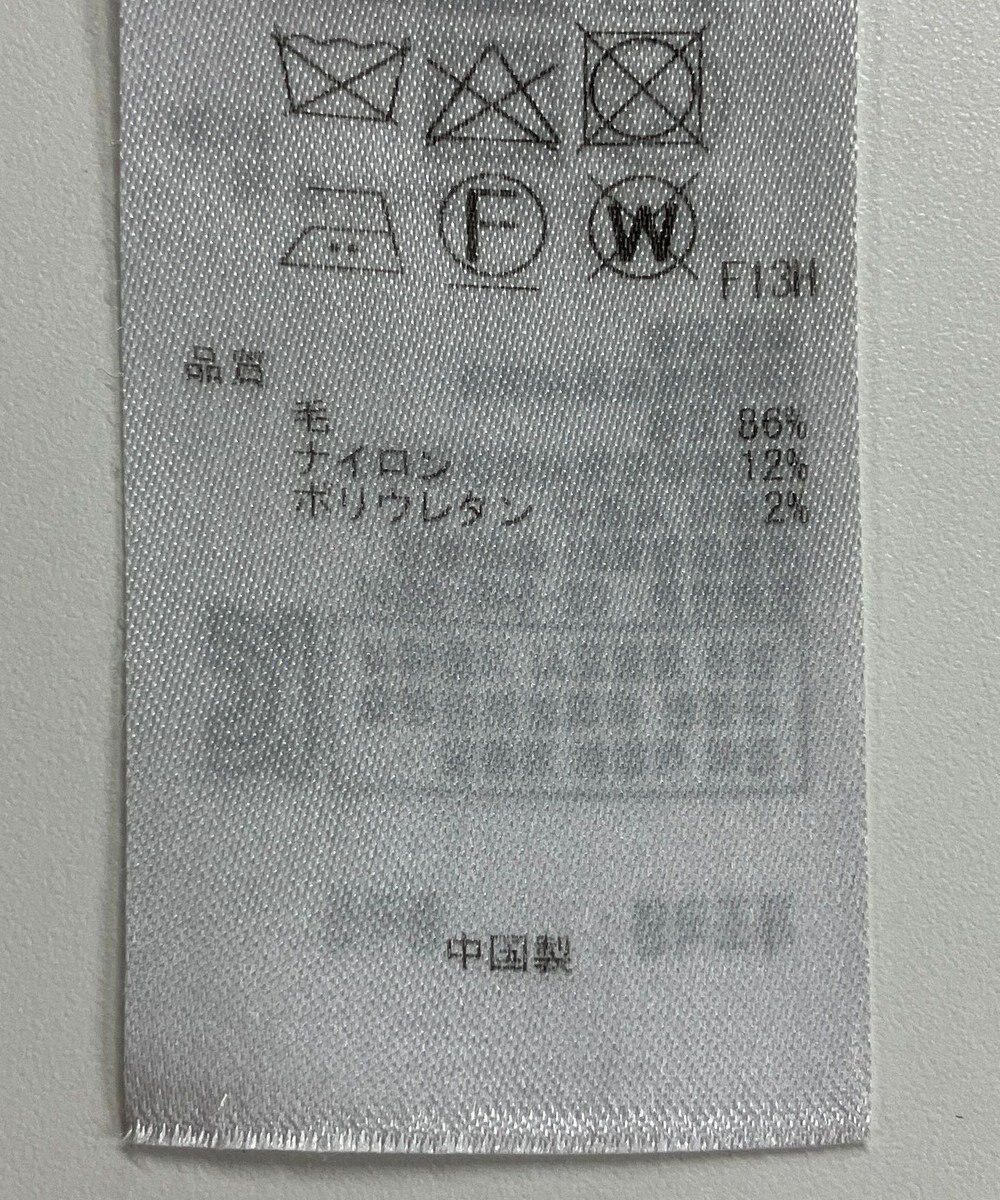 F
W
F13H
品質
毛 86%
ナイロン 12%
ポリウレタン 2%
中国製